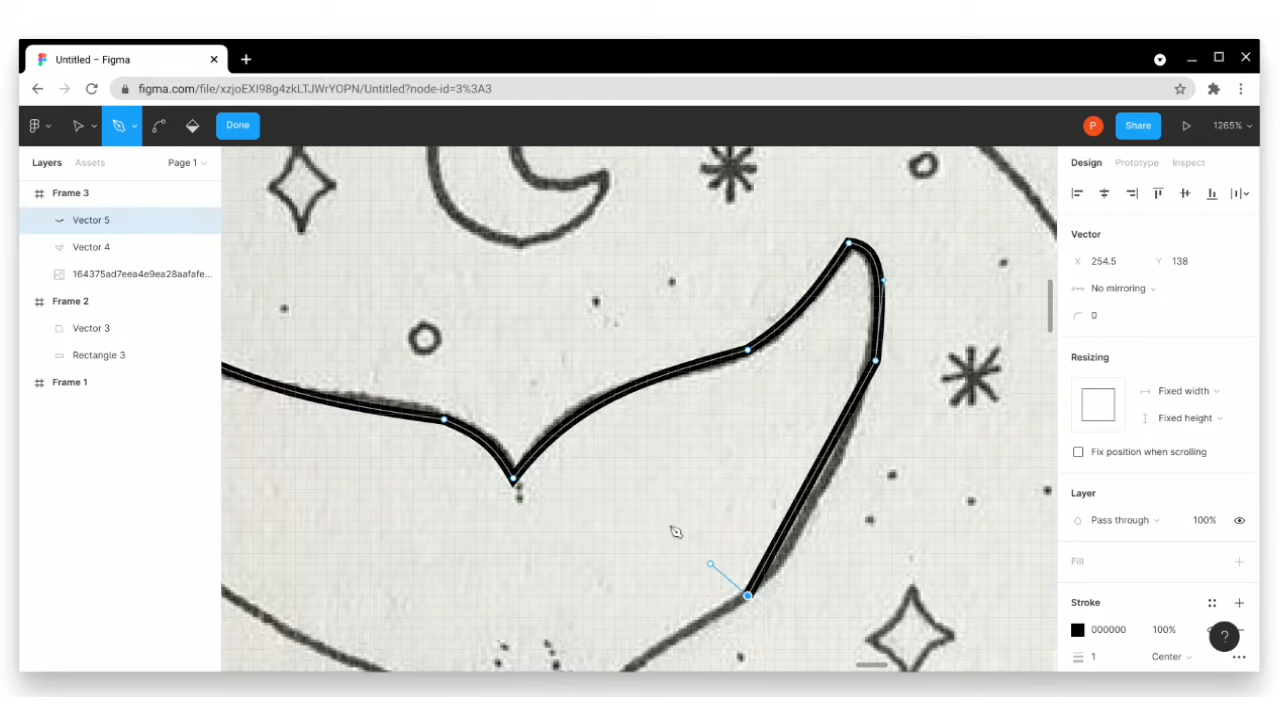 Untitled – Figma
figma.com/file/xzjoEXI98g4zkLTJWrYOPN/Untitled?node-id=3%3A3
Done
P
Share
1265%
Layers
Assets
Page 1
Design
Prototype
Inspect
Frame 3
Vector 5
Vector 4
164375ad7eea4e9ea28aafafe...
Frame 2
Vector 3
Rectangle 3
Frame 1
Vector
X 254.5
Y 138
No mirroring
0
Resizing
Fixed width
Fixed height
Fix position when scrolling
Layer
Pass through
100%
Fill
Stroke
000000
100%
?
1
Center